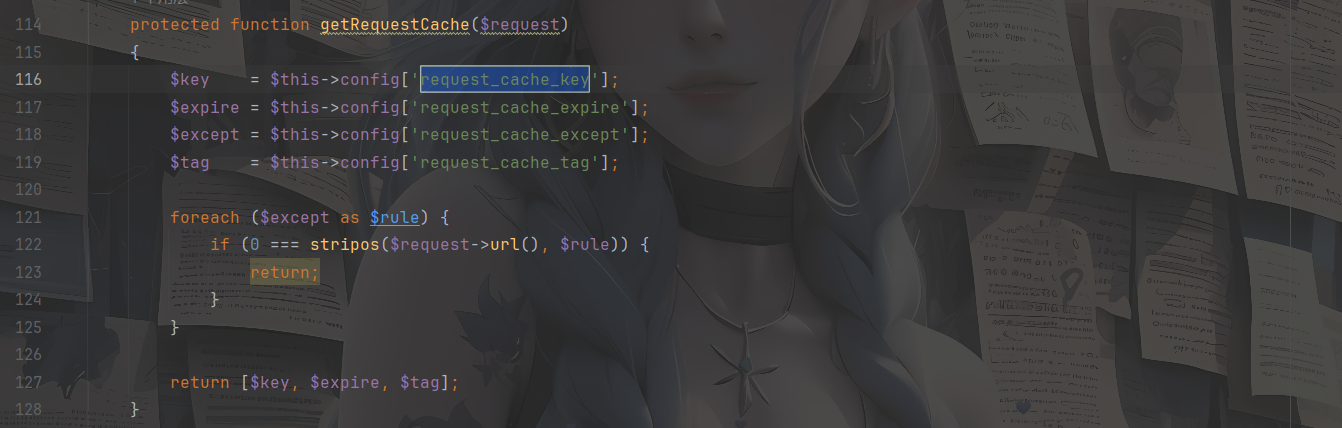 114 protected function getRequestCache($request)
115 {
116 $key = $this->config['request_cache_key'];
117 $expire = $this->config['request_cache_expire'];
118 $except = $this->config['request_cache_except'];
119 $tag = $this->config['request_cache_tag'];
120
121 foreach ($except as $rule) {
122 if (0 === stripos($request->url(), $rule)) {
123 return;
124 }
125 }
126
127 return [$key, $expire, $tag];
128 }